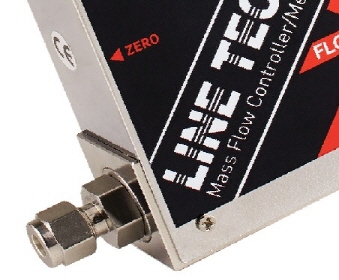 CE
◄ ZERO
LINE TEC
Mass Flow Controller/Me
FLO